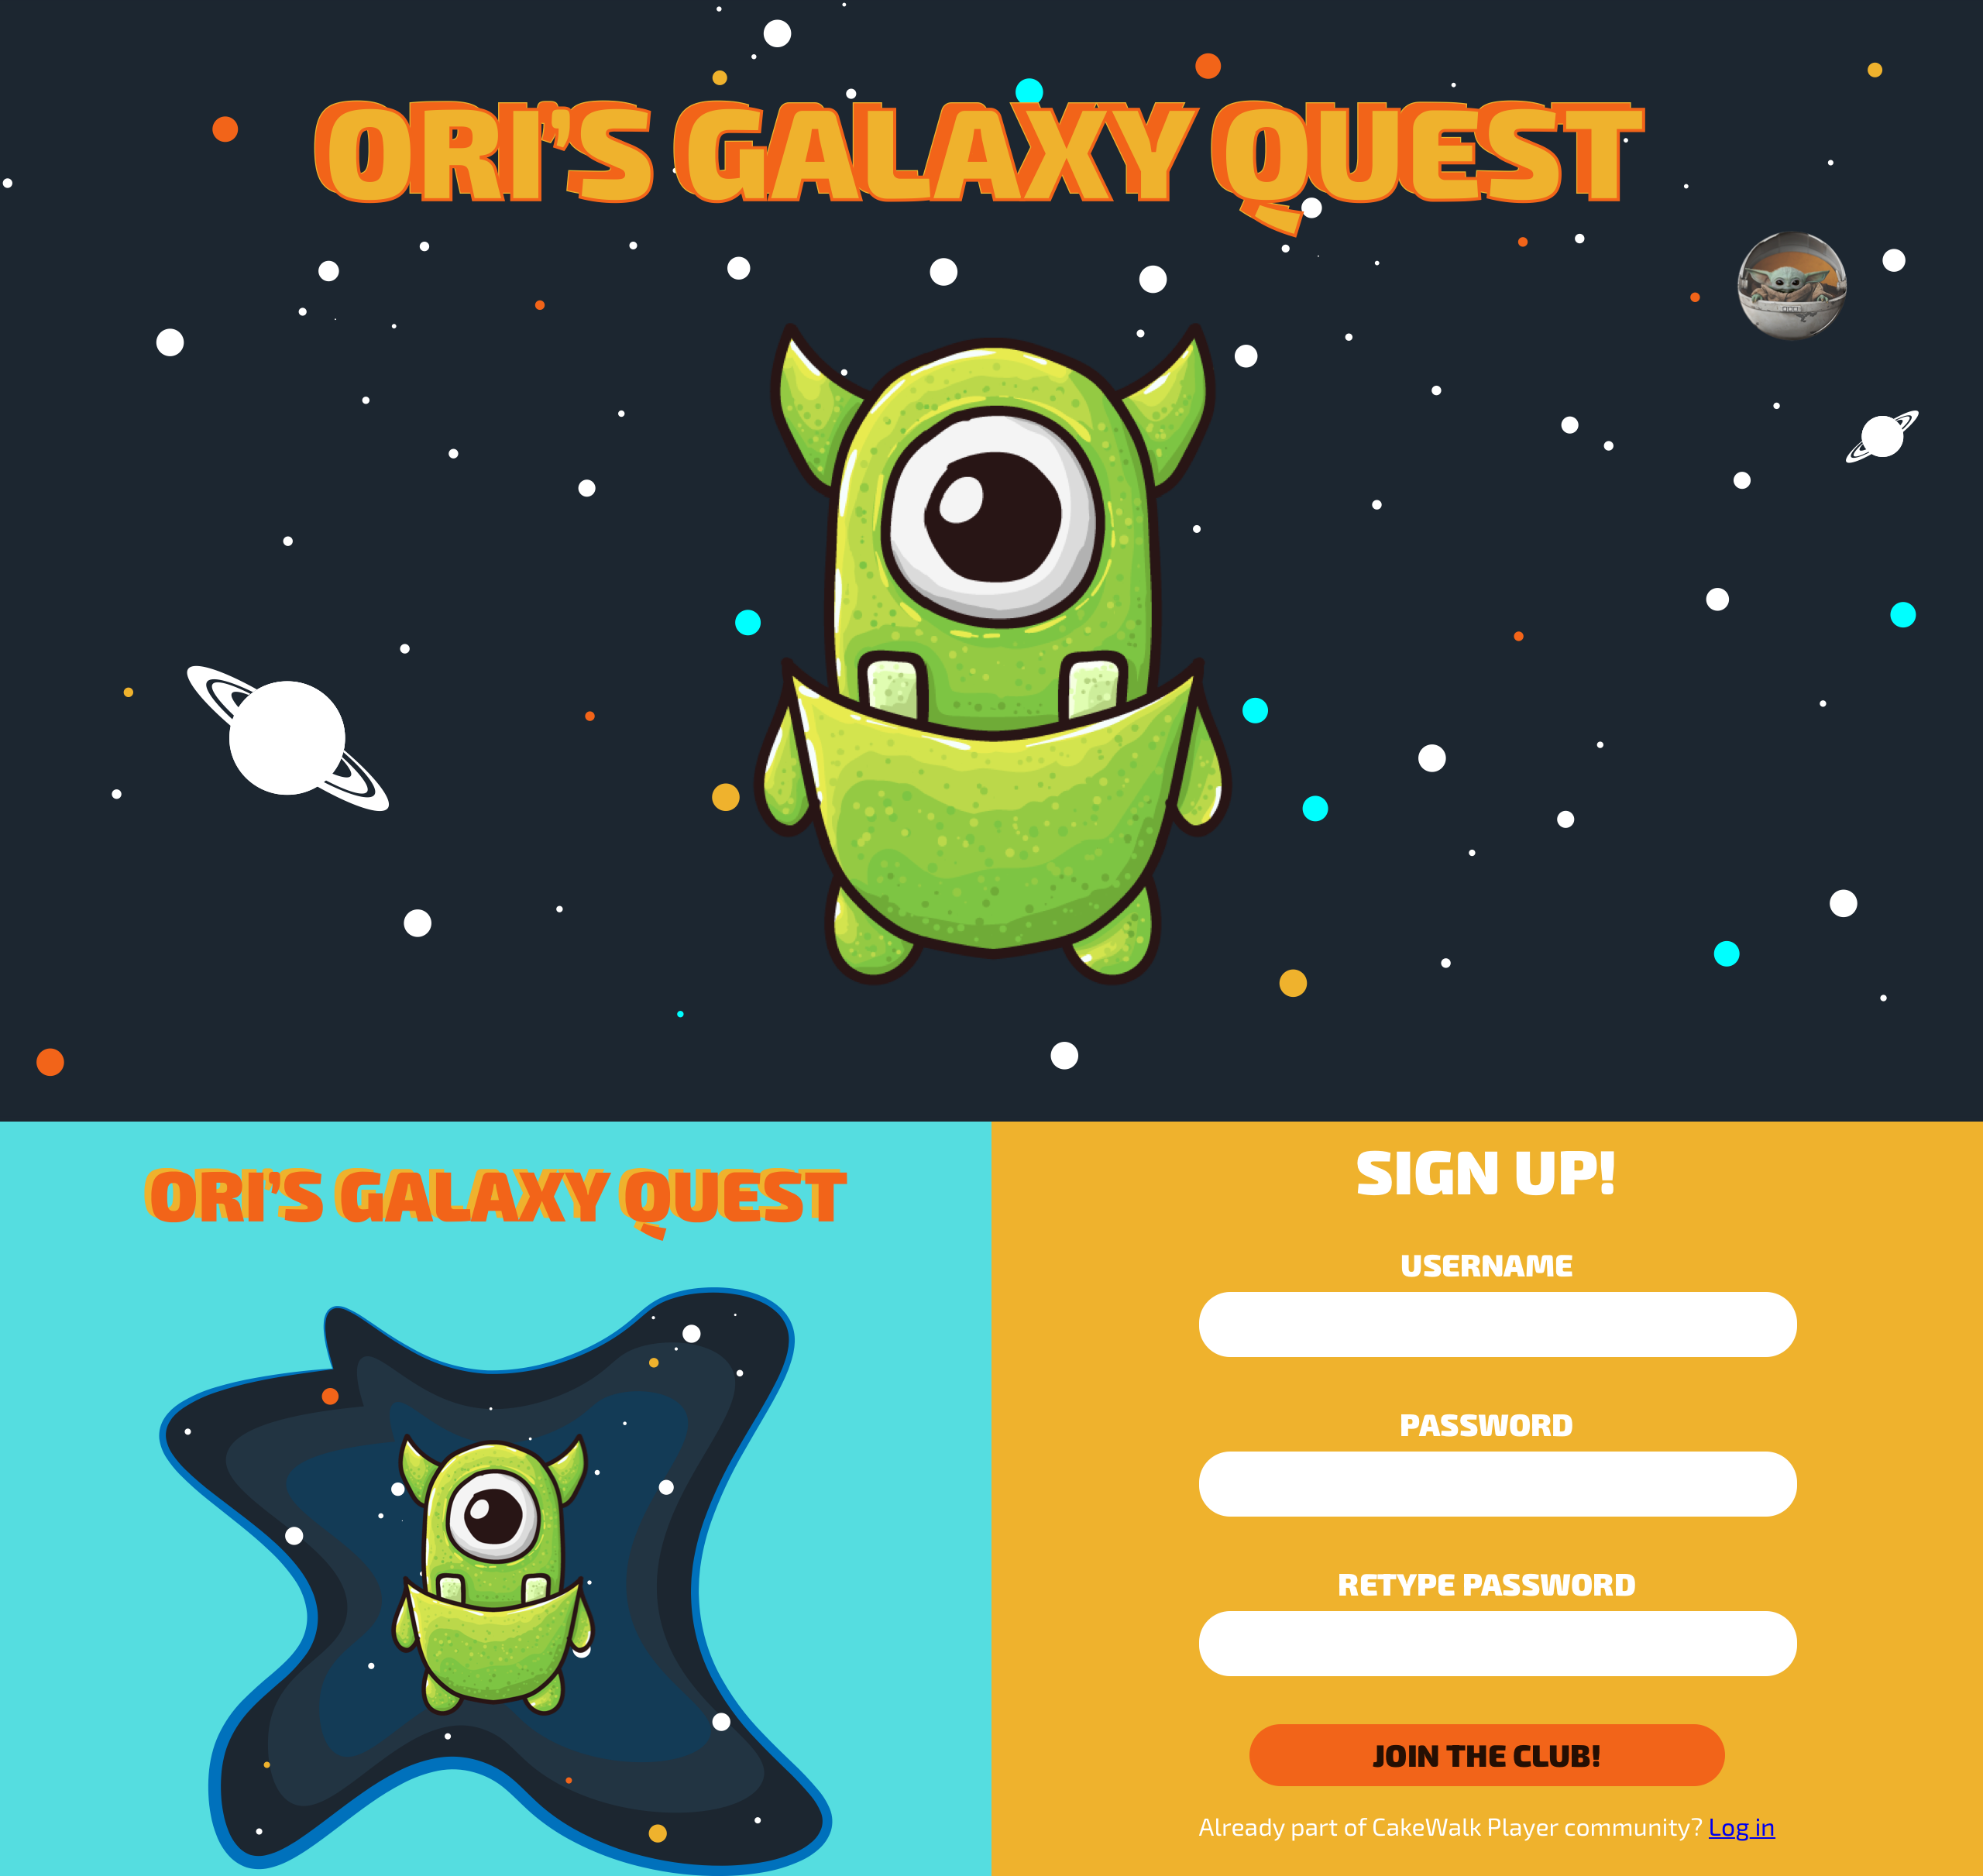 ORI'S GALAXY QUEST
ORI'S GALAXY QUEST
SIGN UP!
USERNAME
PASSWORD
RETYPE PASSWORD
JOIN THE CLUB!
Already part of CakeWalk Player community? Log in